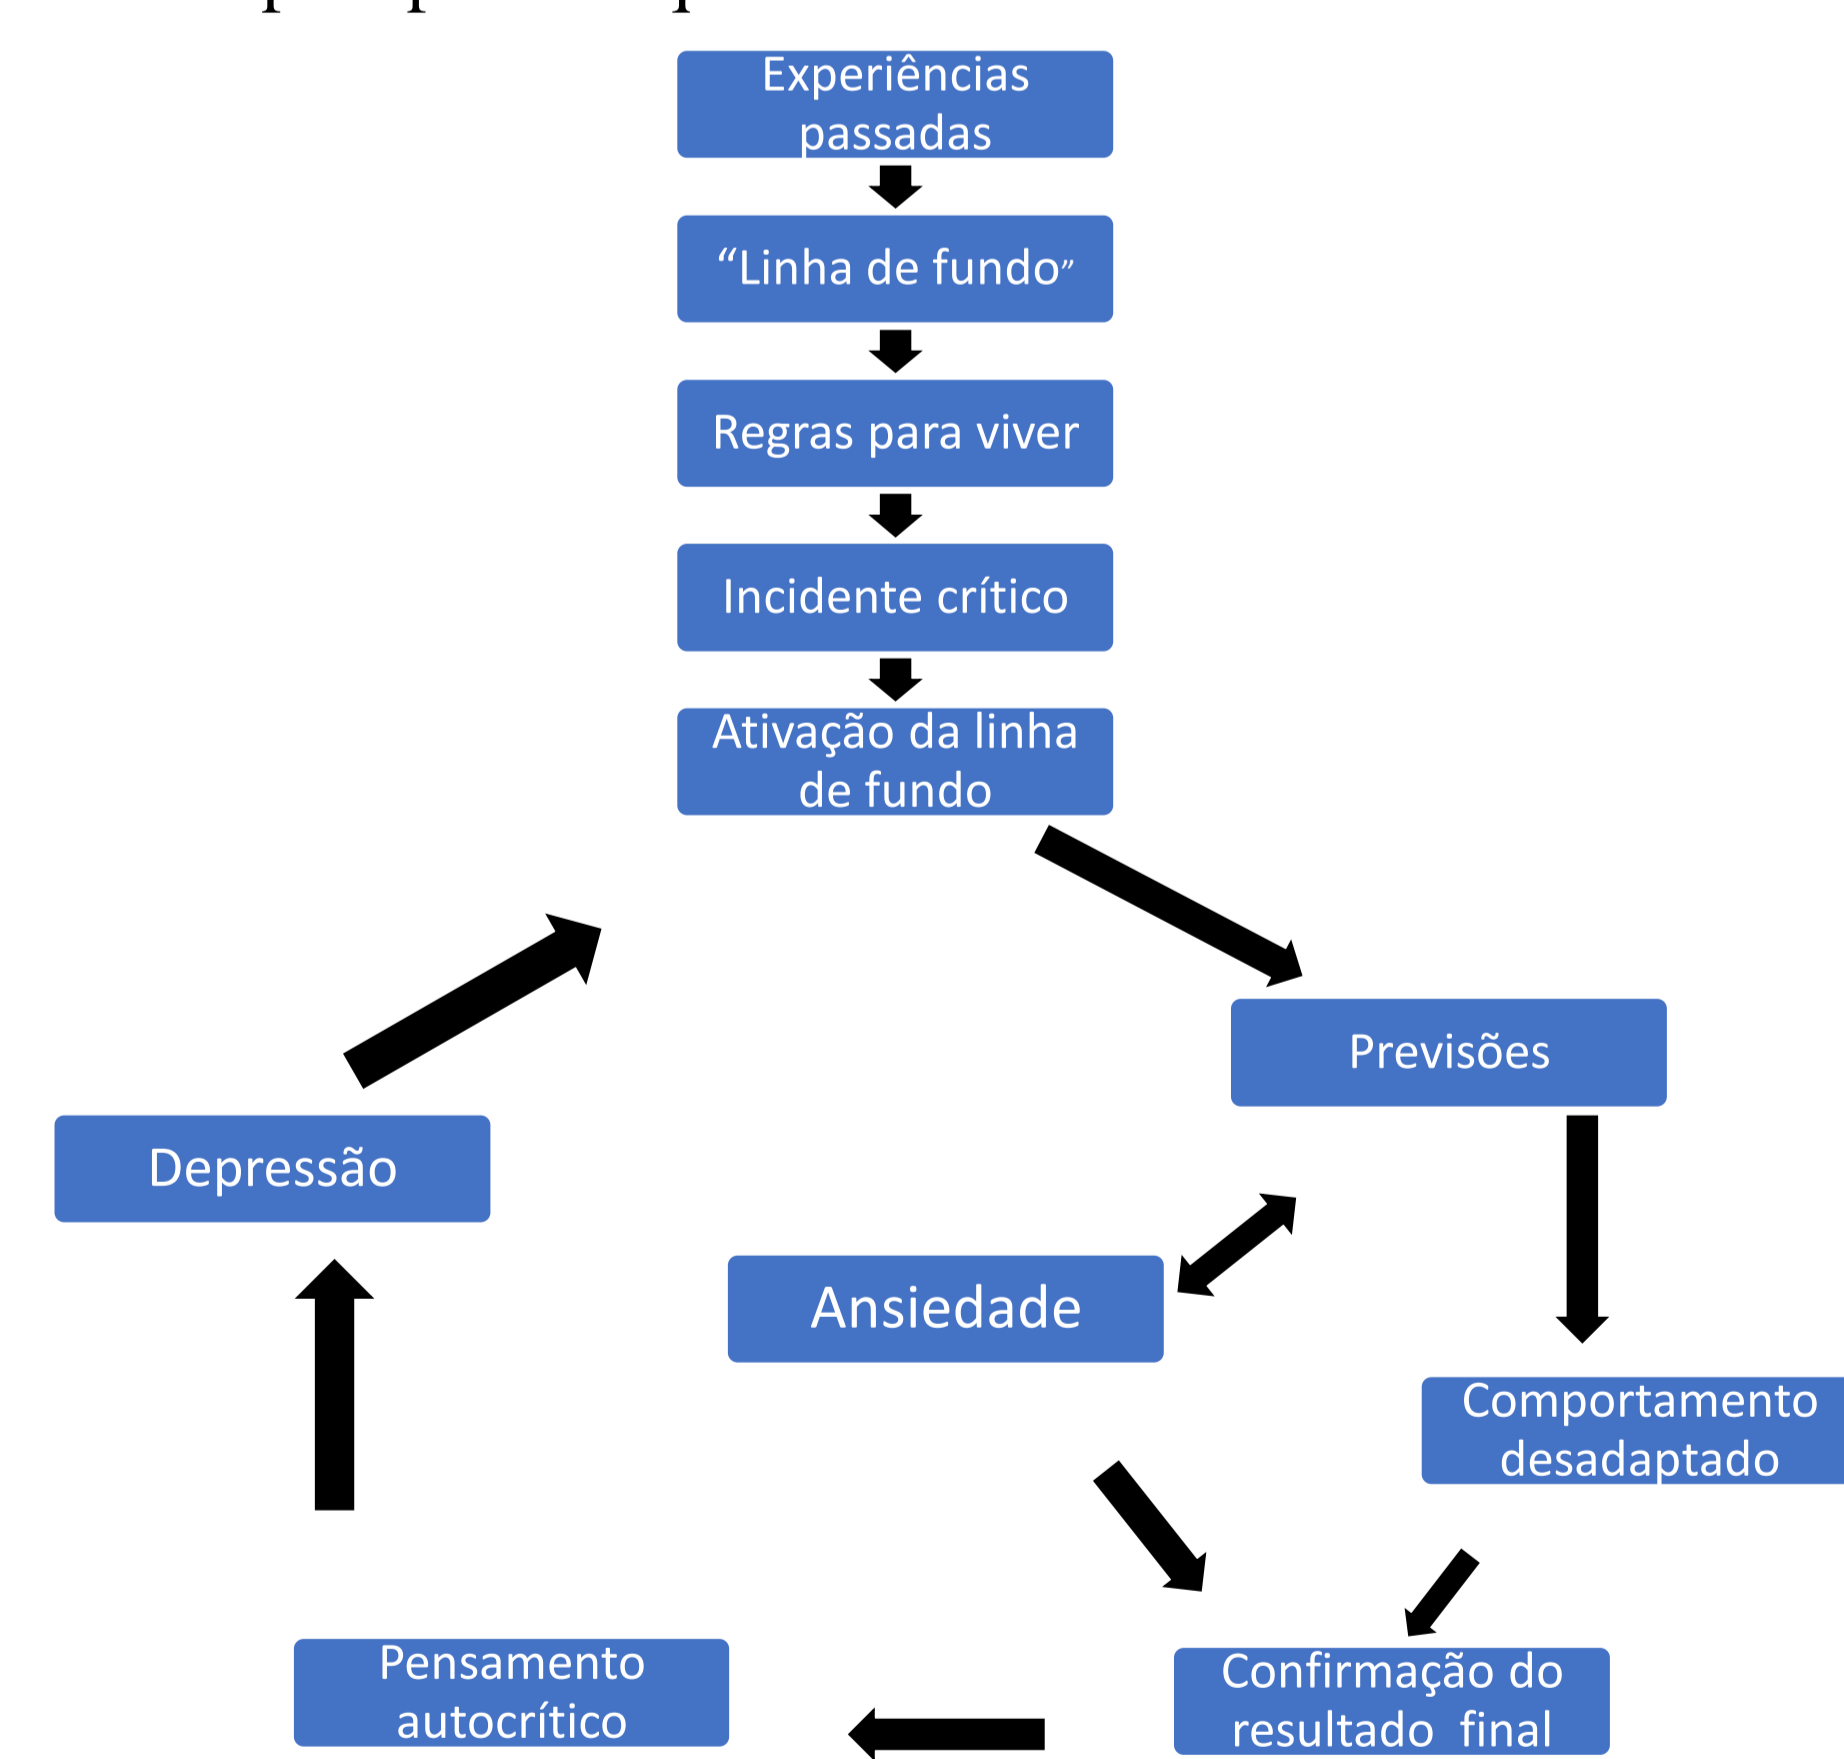 Experiências
passadas
“Linha de fundo”
Regras para viver
Incidente crítico
Ativação da linha
de fundo
Previsões
Depressão
Ansiedade
Comportamento
desadaptado
Pensamento
autocrítico
Confirmação do
resultado final